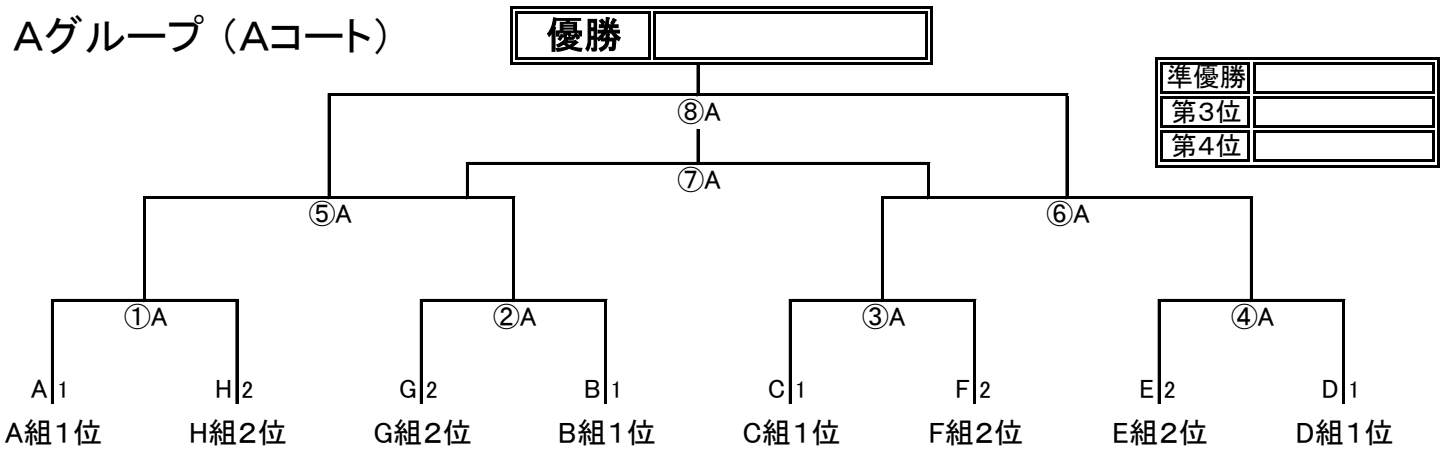 Aグループ（Aコート）
優勝
準優勝
第3位
第4位
⑧A
⑦A
⑤A
⑥A
①A
②A
③A
④A
A 1
H 2
G 2
B 1
C 1
F 2
E 2
D 1
A組1位
H組2位
G組2位
B組1位
C組1位
F組2位
E組2位
D組1位